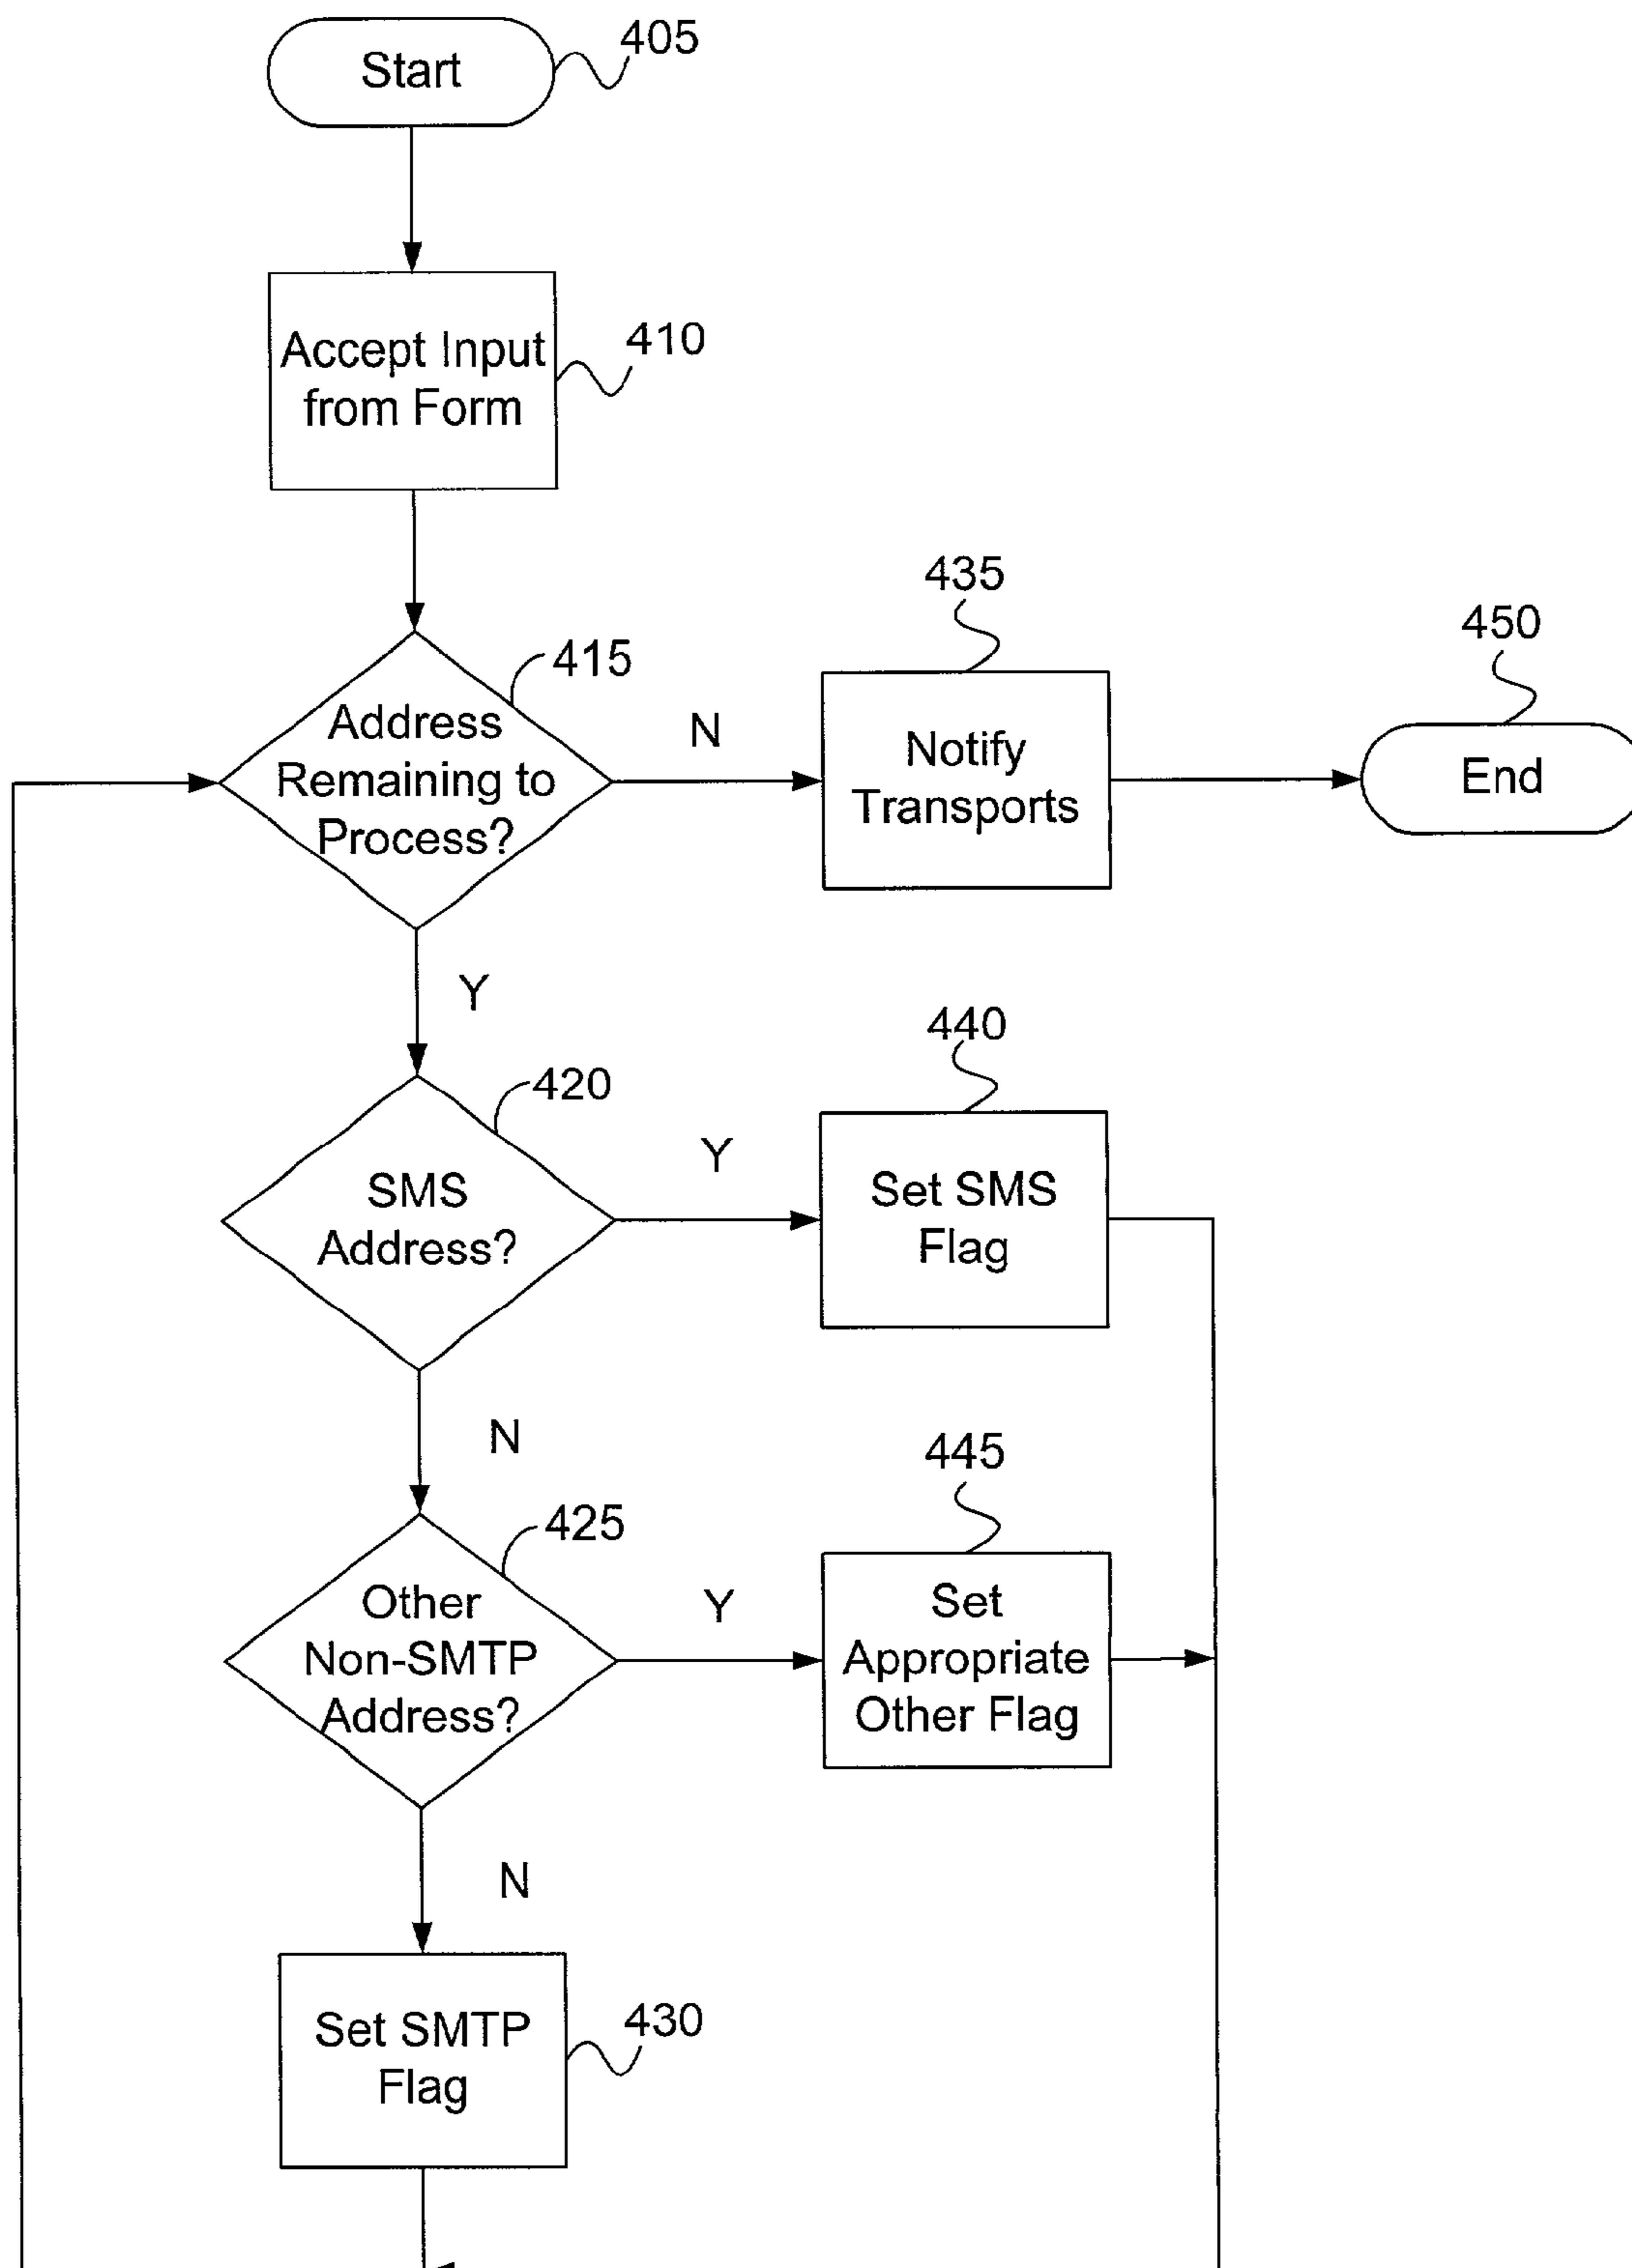 Start
405
Accept Input
from Form
410
415
Address
Remaining to
Process?
N
435
Notify
Transports
450
End
Y
420
SMS
Address?
Y
440
Set SMS
Flag
N
425
Other
Non-SMTP
Address?
Y
445
Set
Appropriate
Other Flag
N
Set SMTP
Flag
430